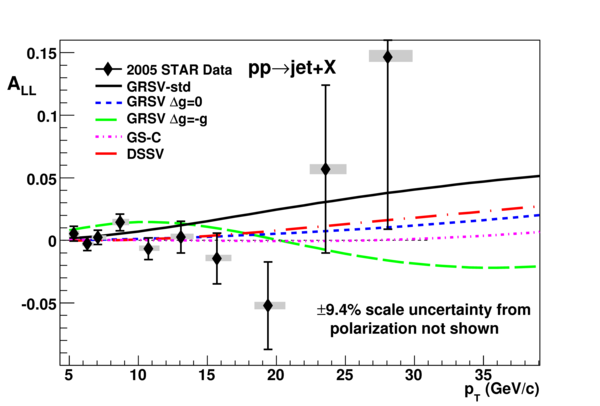 0.15
0.1
0.05
0
-0.05
A_LL
2005 STAR Data
GRSV-std
GRSV Δg=0
GRSV Δg=-g
GS-C
DSSV
pp→jet+X
±9.4% scale uncertainty from
polarization not shown
5 10 15 20 25 30 35
p_T (GeV/c)